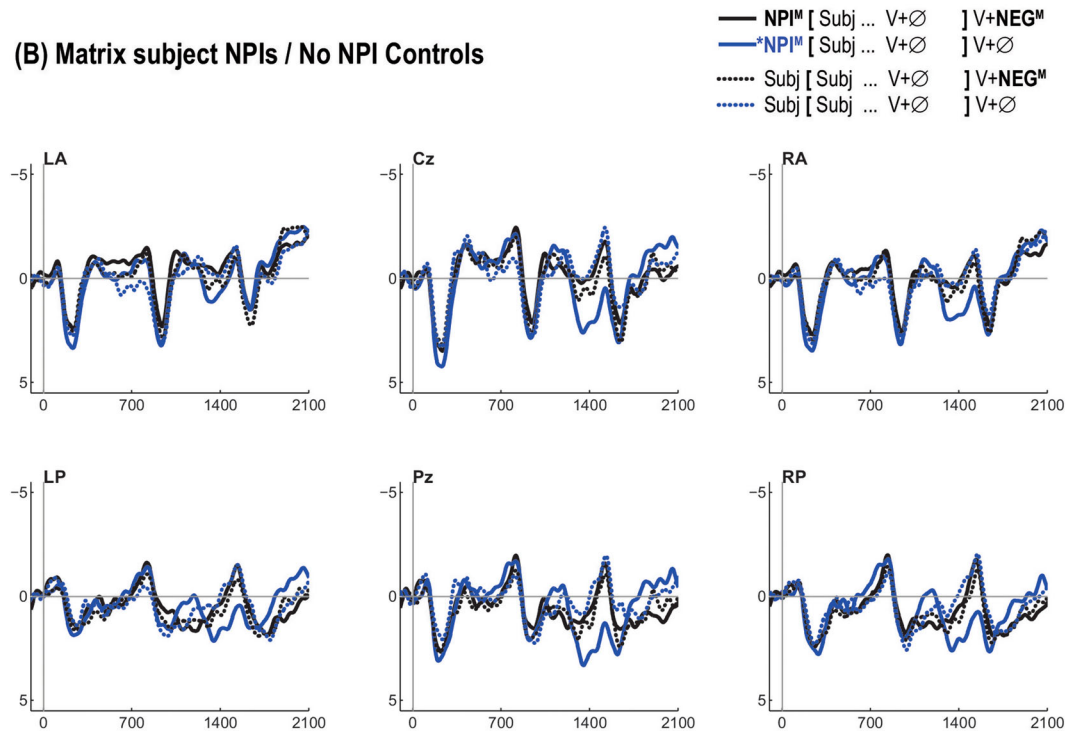 (B) Matrix subject NPIs / No NPI Controls
NPIᴹ [ Subj ... V+∅ ] V+NEGᴹ
*NPIᴹ [ Subj ... V+∅ ] V+∅
Subj [ Subj ... V+∅ ] V+NEGᴹ
Subj [ Subj ... V+∅ ] V+∅
LA Cz RA
−5 −5 −5
0 0 0
5 5 5
0 700 1400 2100 0 700 1400 2100 0 700 1400 2100
LP Pz RP
−5 −5 −5
0 0 0
5 5 5
0 700 1400 2100 0 700 1400 2100 0 700 1400 2100